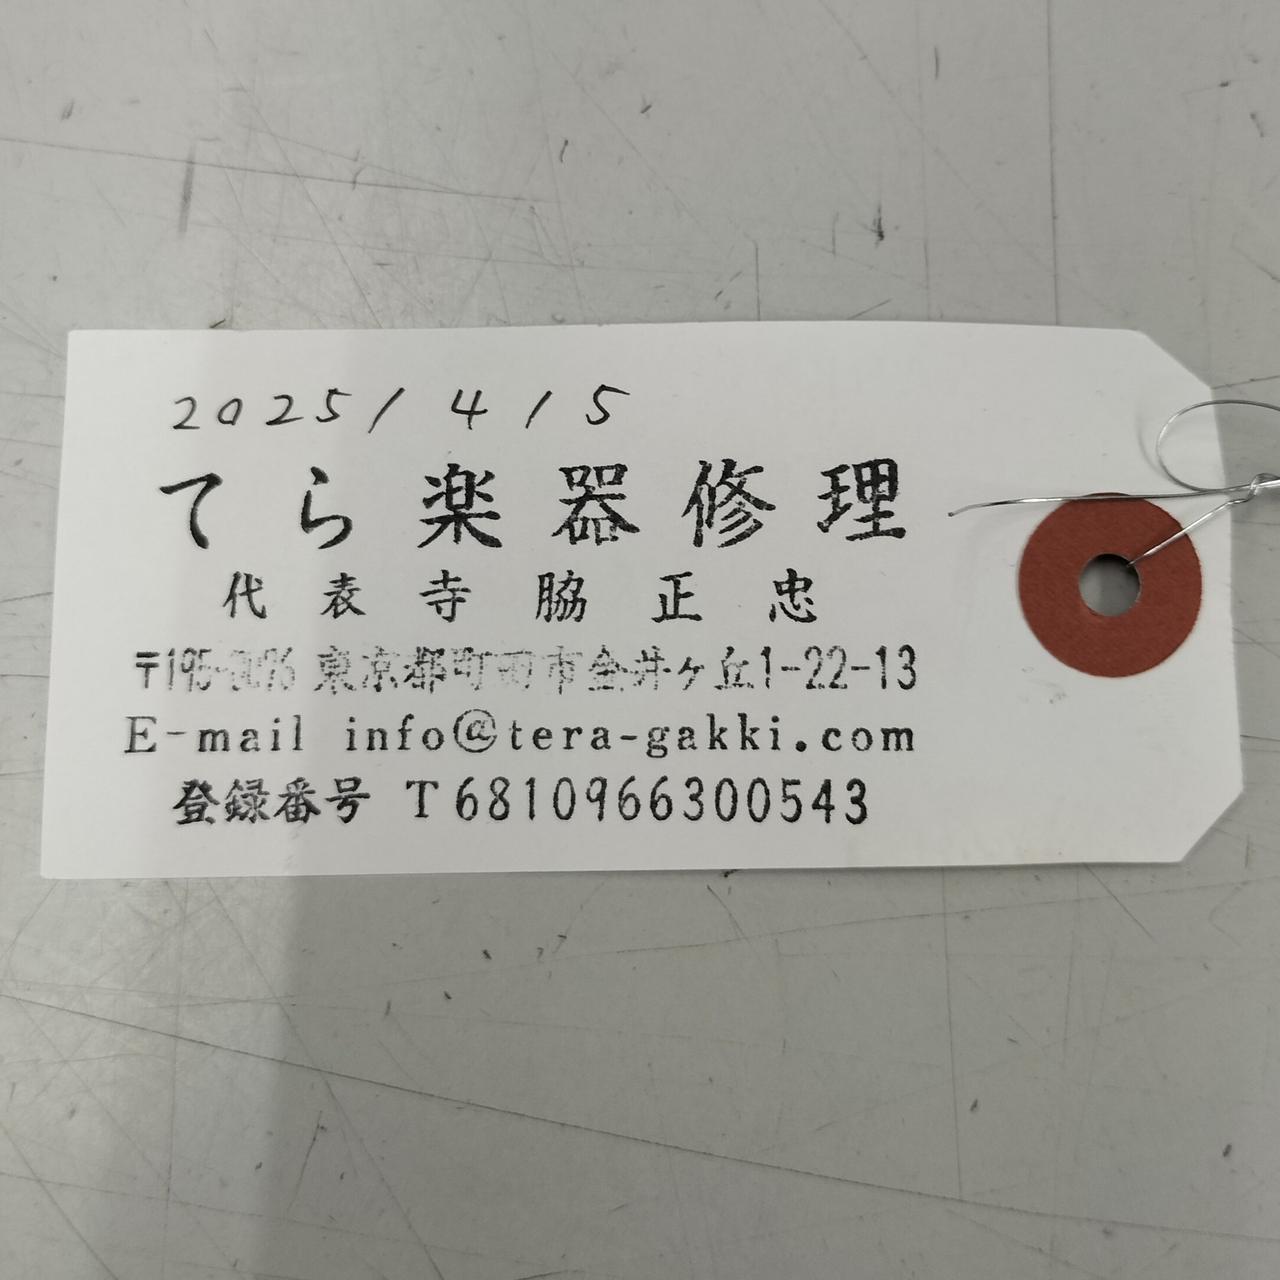 2025/4/5
てら楽器修理
代表寺脇正忠
〒195-0076 東京都町田市金井ヶ丘1-22-13
E-mail info@tera-gakki.com
登録番号 T6810966300543